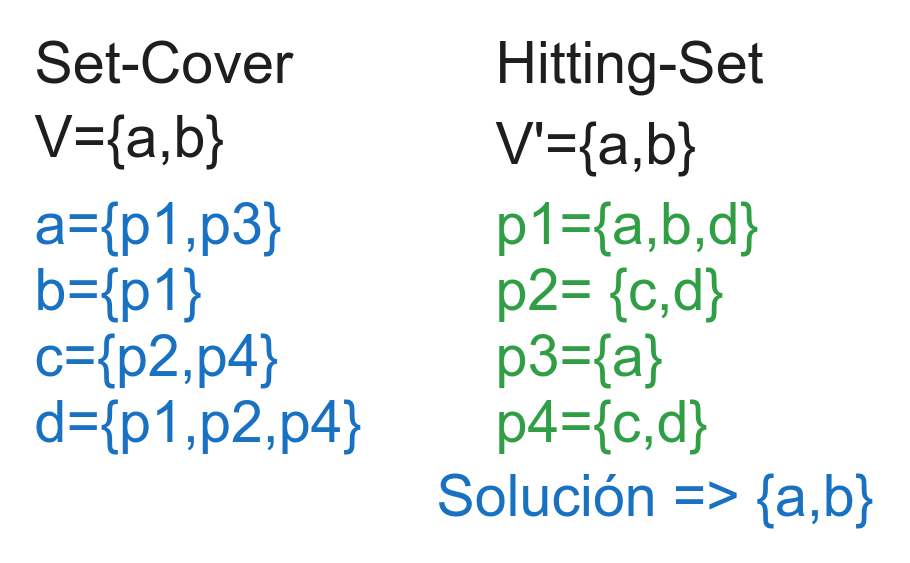 Set-Cover
V={a,b}
a={p1,p3}
b={p1}
c={p2,p4}
d={p1,p2,p4}
Hitting-Set
V'={a,b}
p1={a,b,d}
p2= {c,d}
p3={a}
p4={c,d}
Solución => {a,b}